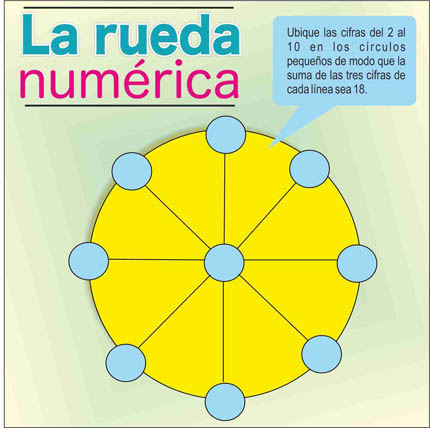 La rueda
numérica
Ubique las cifras del 2 al
10 en los círculos
pequeños de modo que la
suma de las tres cifras de
cada línea sea 18.